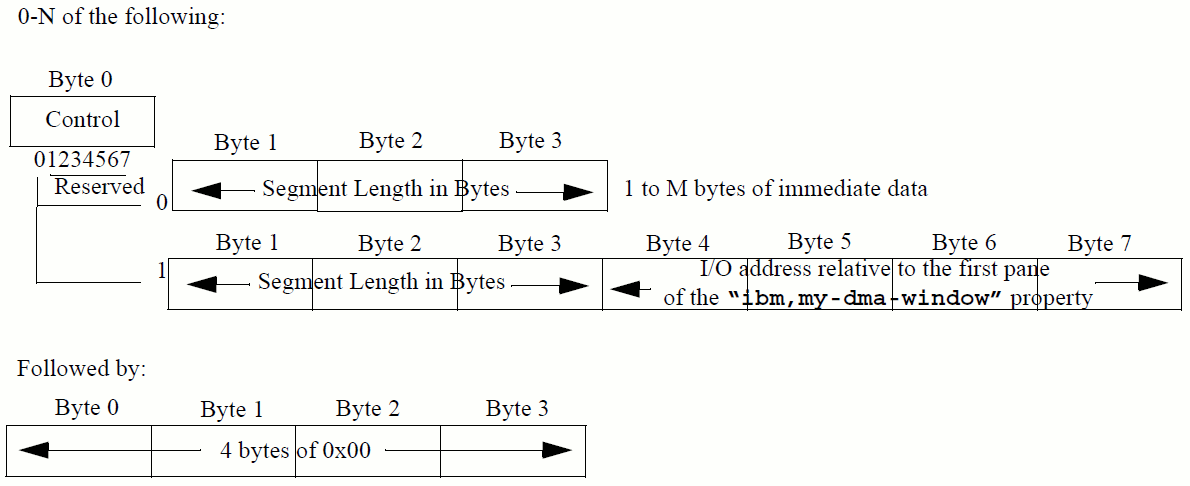 0-N of the following:
Byte 0
Control
01234567
Reserved
Byte 1 Byte 2 Byte 3
0 Segment Length in Bytes 1 to M bytes of immediate data
Byte 1 Byte 2 Byte 3 Byte 4 Byte 5 Byte 6 Byte 7
1 Segment Length in Bytes I/O address relative to the first pane
of the “ibm,my-dma-window” property
Followed by:
Byte 0 Byte 1 Byte 2 Byte 3
4 bytes of 0x00